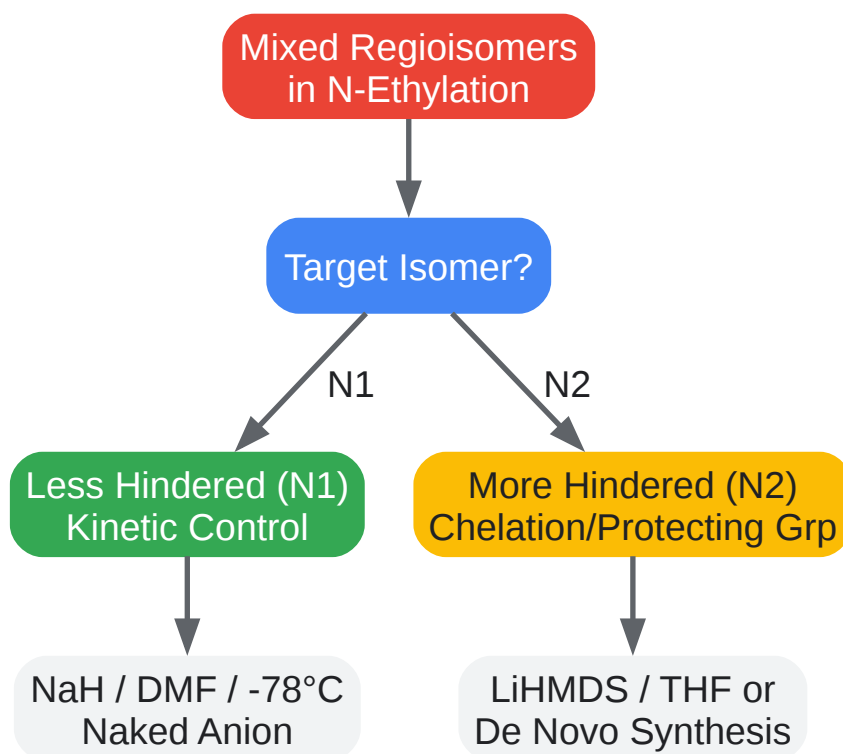 Mixed Regioisomers
in N-Ethylation
Target Isomer?
N1
N2
Less Hindered (N1)
Kinetic Control
More Hindered (N2)
Chelation/Protecting Grp
NaH / DMF / -78°C
Naked Anion
LiHMDS / THF or
De Novo Synthesis